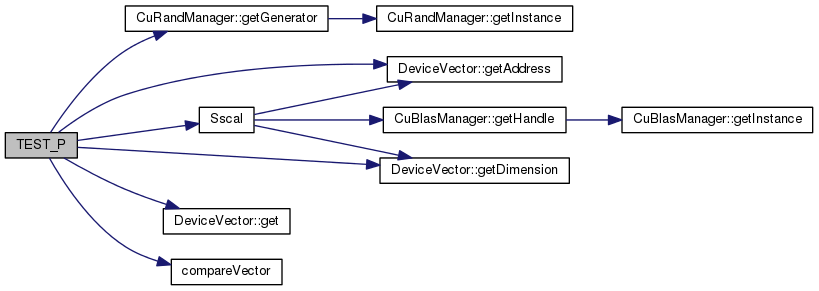 CuRandManager::getGenerator
CuRandManager::getInstance
DeviceVector::getAddress
Sscal
CuBlasManager::getHandle
CuBlasManager::getInstance
TEST_P
DeviceVector::getDimension
DeviceVector::get
compareVector